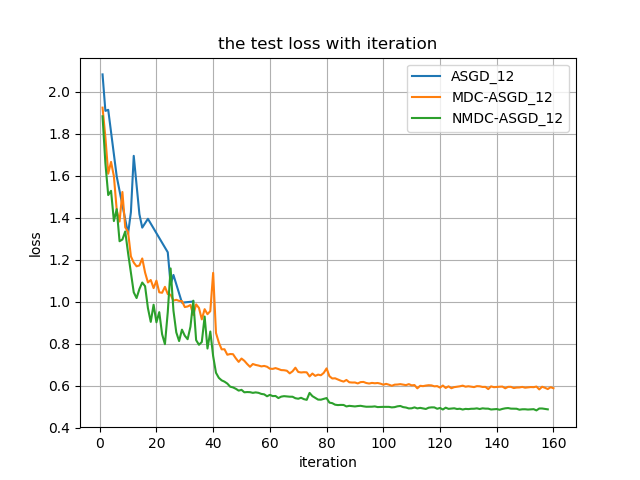 the test loss with iteration
ASGD_12
MDC-ASGD_12
NMDC-ASGD_12
loss
2.0
1.8
1.6
1.4
1.2
1.0
0.8
0.6
0.4
0 20 40 60 80 100 120 140 160
iteration